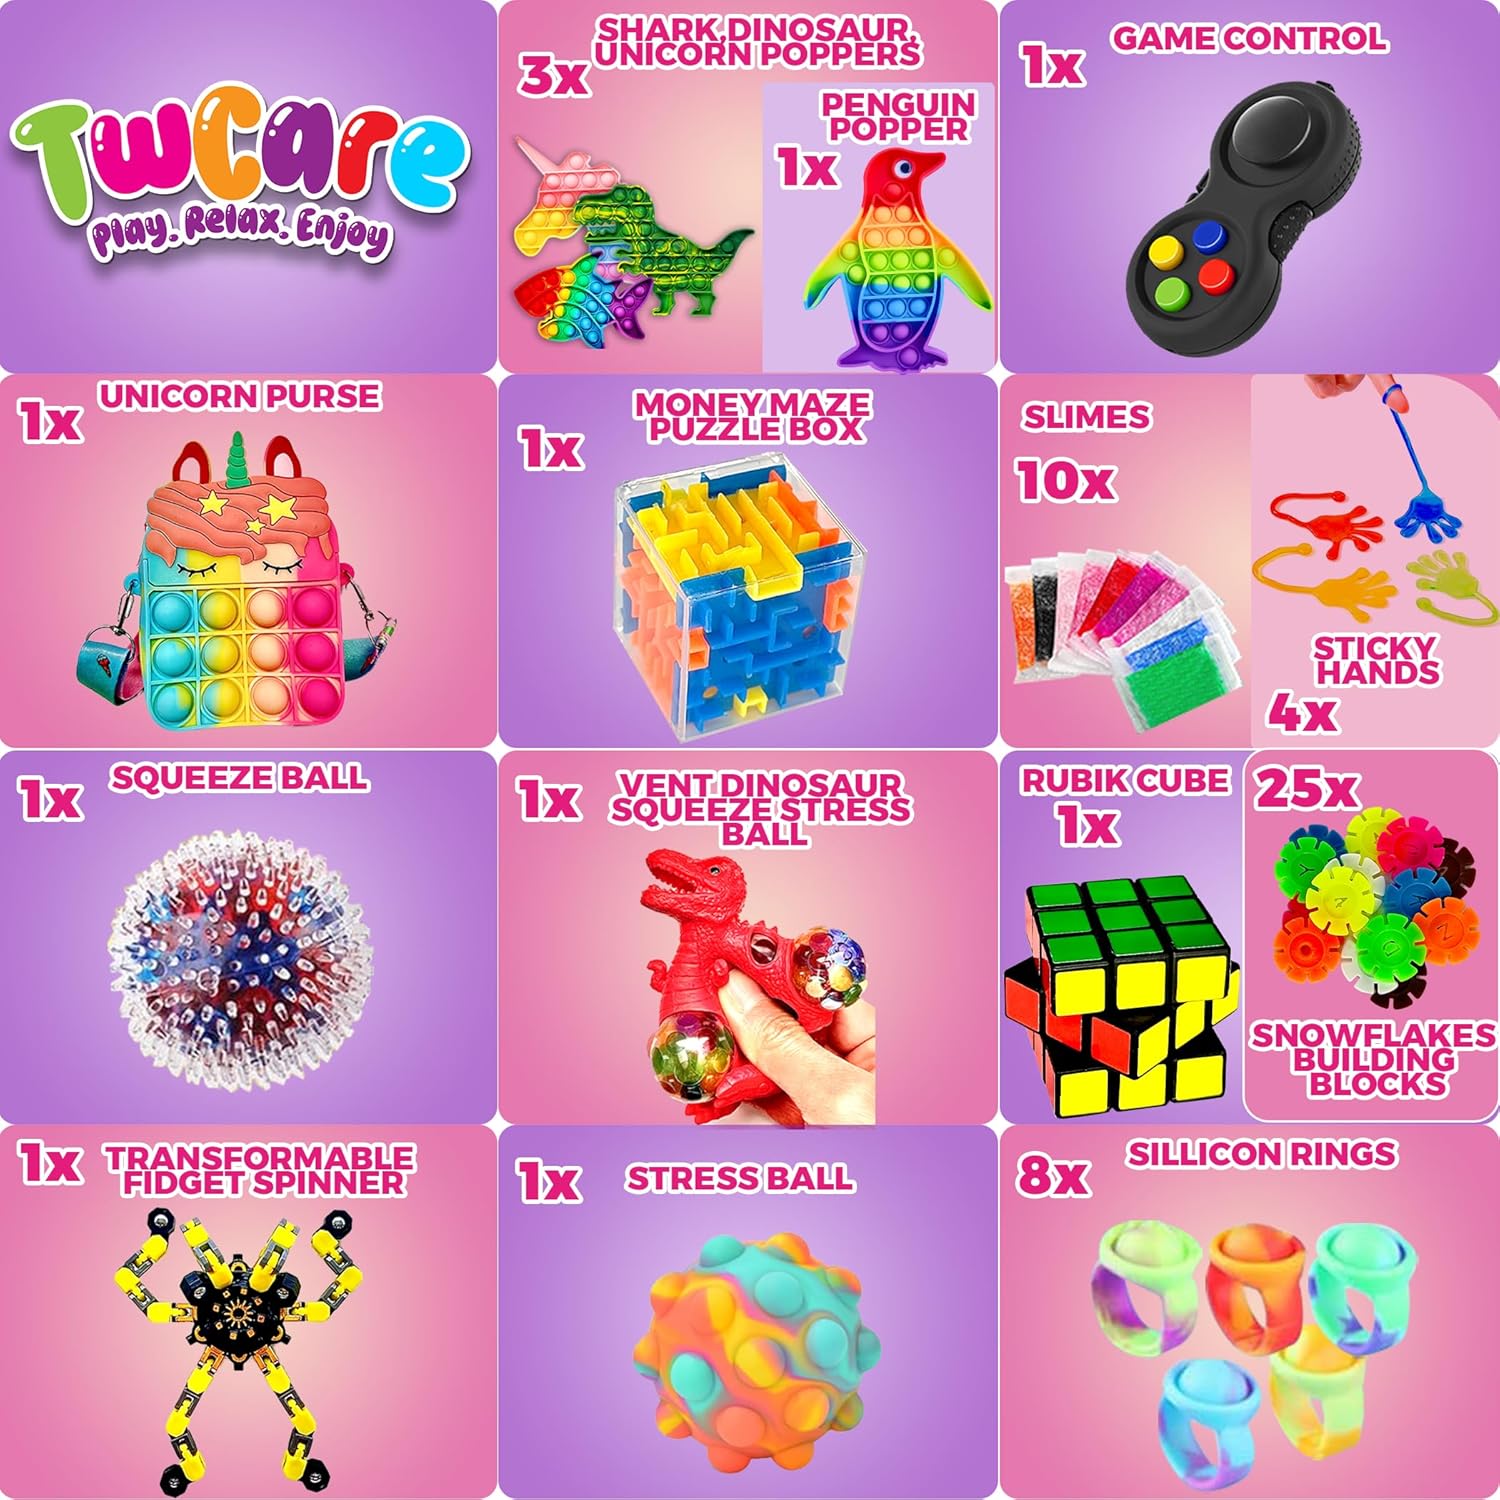 TwCare
Play. Relax. Enjoy
3x
SHARK,DINOSAUR,
UNICORN POPPERS
PENGUIN
POPPER
1x
1x
GAME CONTROL
1x
UNICORN PURSE
1x
MONEY MAZE
PUZZLE BOX
SLIMES
10x
STICKY
HANDS
4x
1x
SQUEEZE BALL
1x
VENT DINOSAUR
SQUEEZE STRESS
BALL
RUBIK CUBE
1x
25x
SNOWFLAKES
BUILDING
BLOCKS
1x
TRANSFORMABLE
FIDGET SPINNER
1x
STRESS BALL
8x
SILLICON RINGS